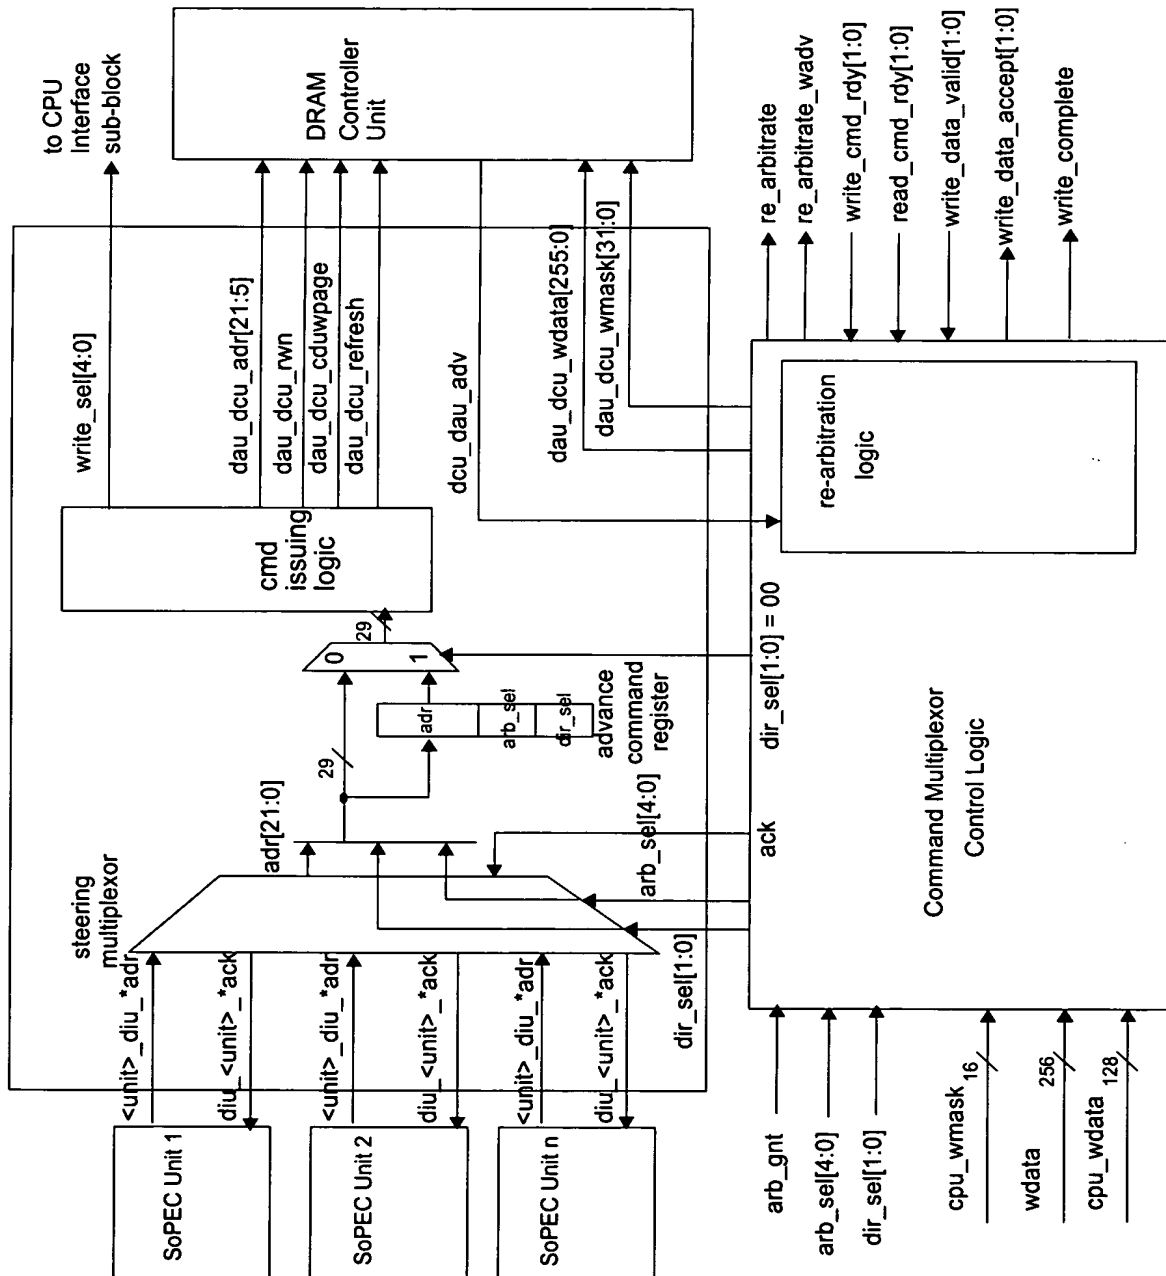 SoPEC Unit 1
SoPEC Unit 2
SoPEC Unit n
<unit>_diu_*adr
diu_<unit>_*ack
<unit>_diu_*adr
diu_<unit>_*ack
<unit>_diu_*adr
diu_<unit>_*ack
steering
multiplexor
dir_sel[1:0]
adr[21:0]
arb_sel[4:0]
ack
29
adr
arb_sel
dir_sel
advance
command
register
0
1
29
dir_sel[1:0] = 00
cmd
issuing
logic
write_sel[4:0]
to CPU
Interface
sub-block
dau_dcu_adr[21:5]
dau_dcu_rwn
dau_dcu_cduwpage
dau_dcu_refresh
dcu_dau_adv
dau_dcu_wdata[255:0]
dau_dcu_wmask[31:0]
DRAM
Controller
Unit
arb_gnt
arb_sel[4:0]
dir_sel[1:0]
cpu_wmask
16
wdata
256
cpu_wdata
128
Command Multiplexor
Control Logic
re-arbitration
logic
re_arbitrate
re_arbitrate_wadv
write_cmd_rdy[1:0]
read_cmd_rdy[1:0]
write_data_valid[1:0]
write_data_accept[1:0]
write_complete